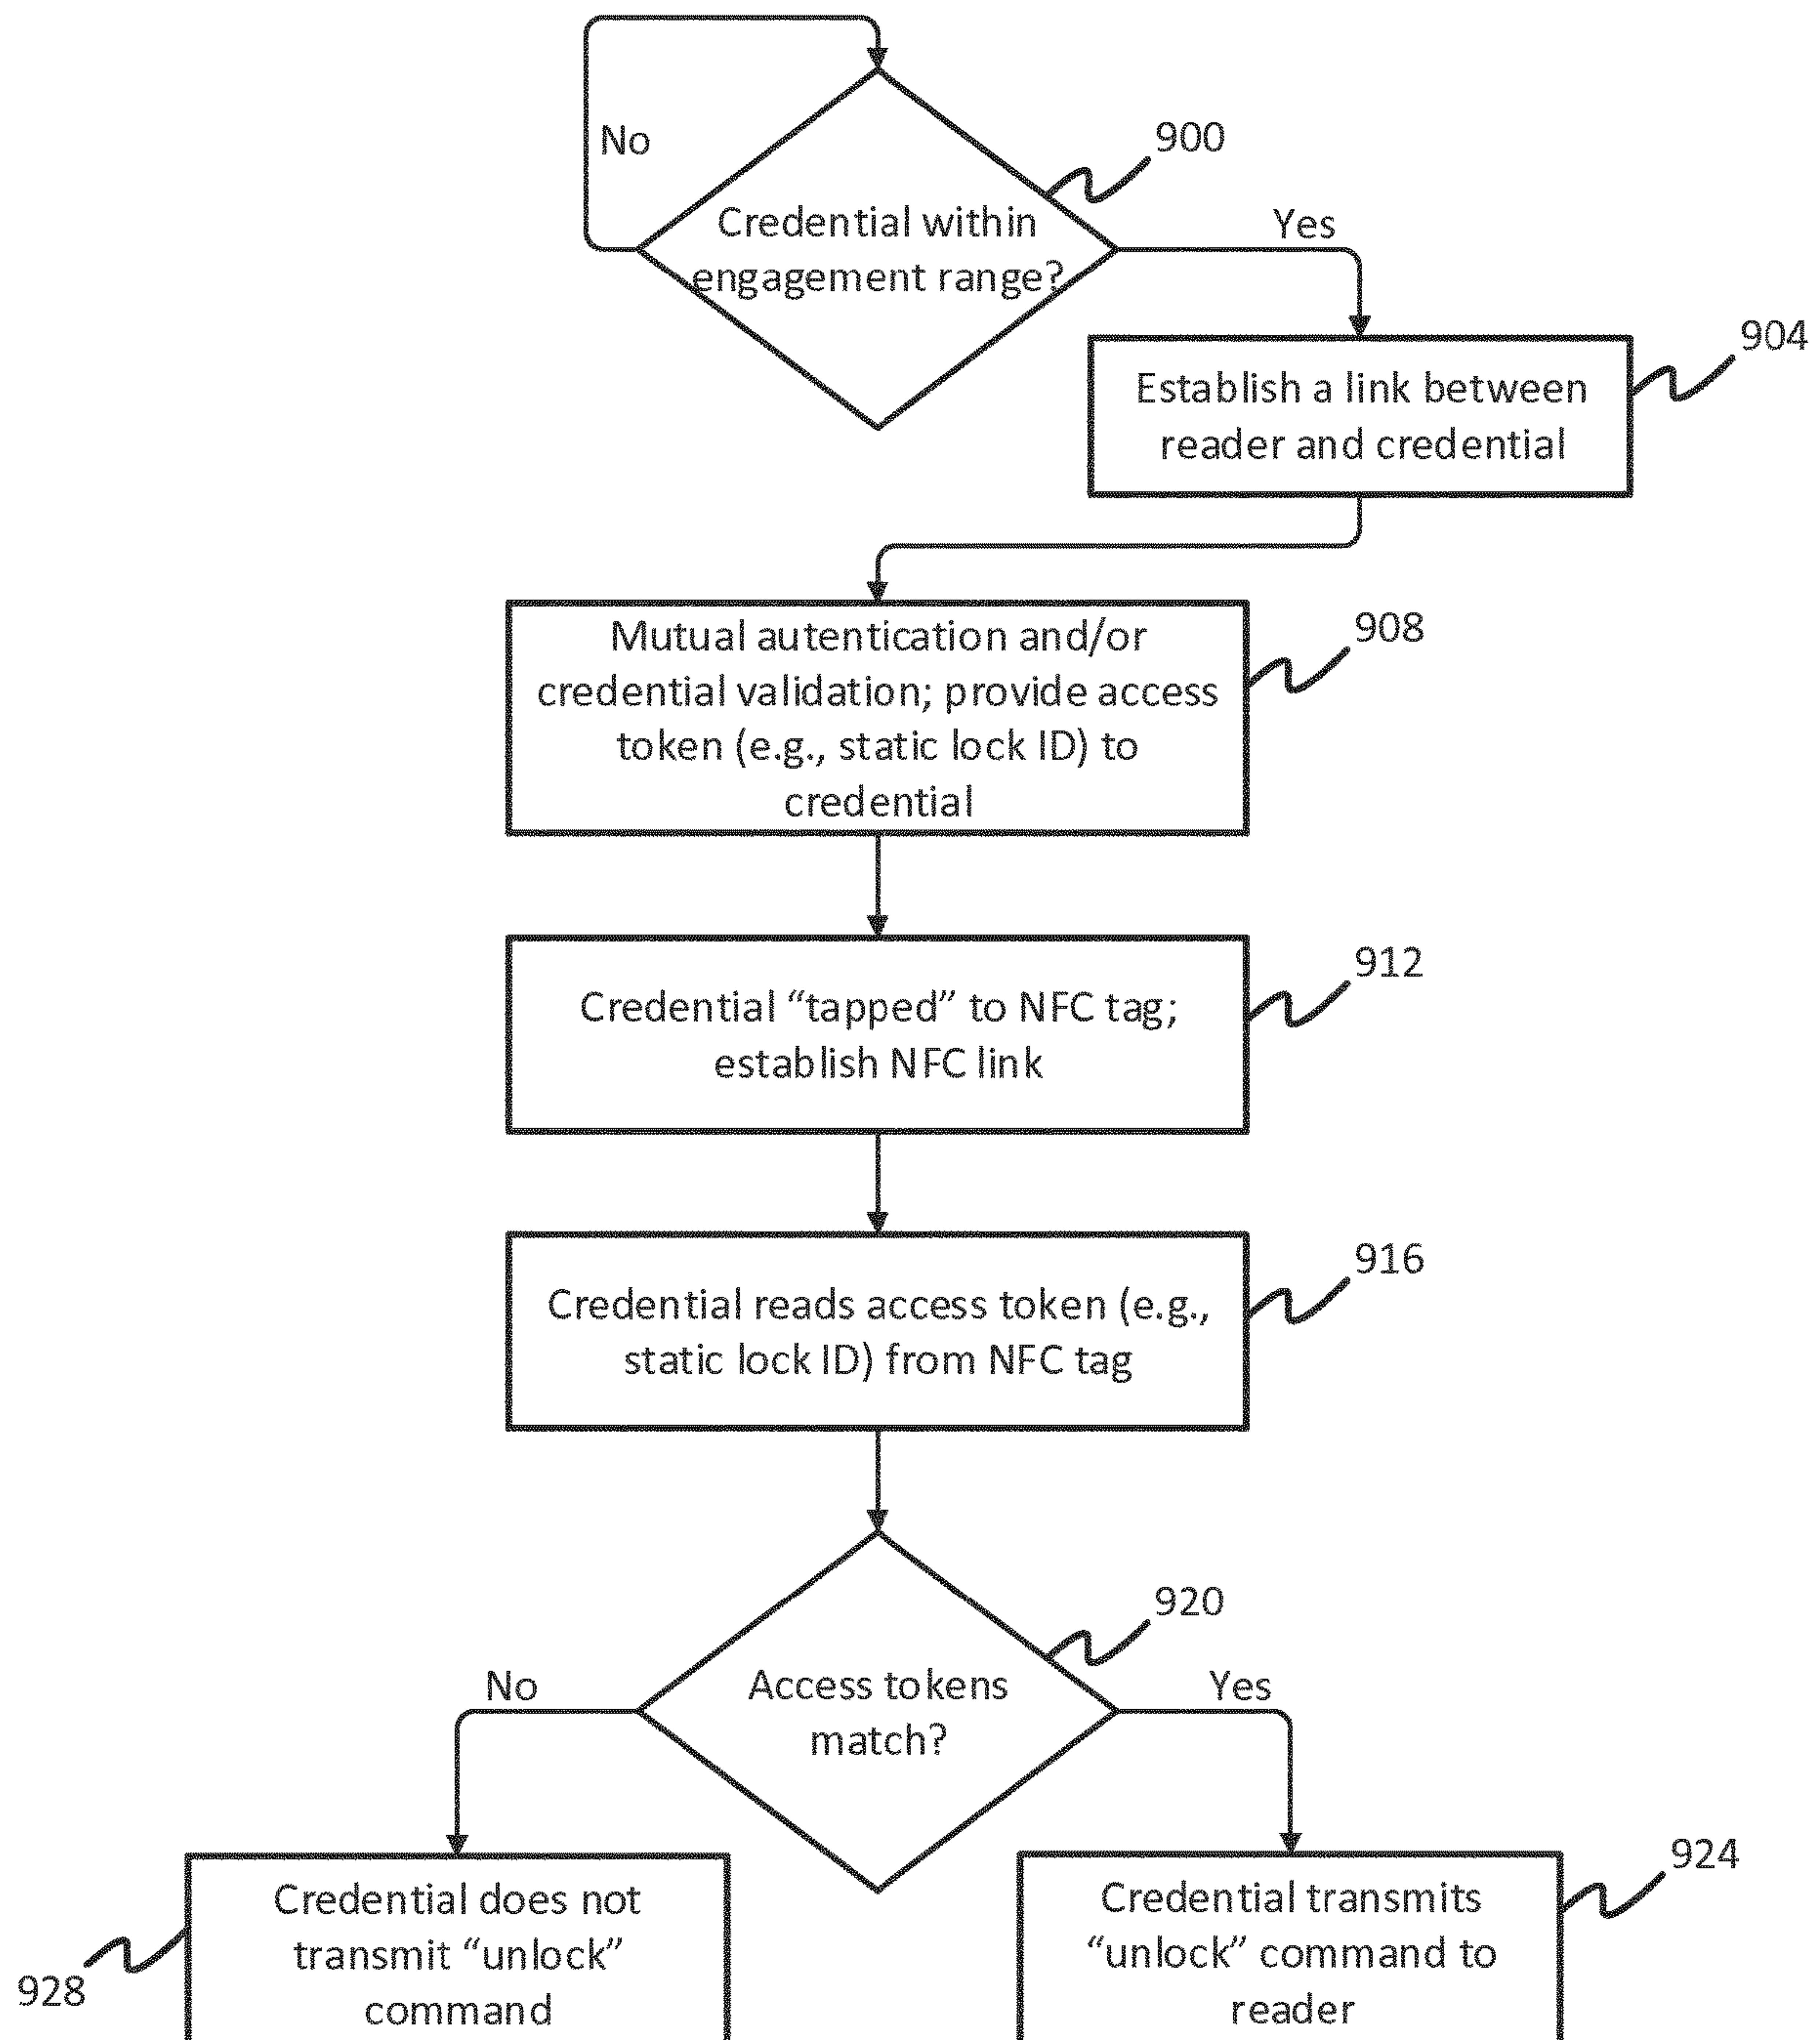 No
900
Credential within
engagement range?
Yes
904
Establish a link between
reader and credential
908
Mutual autentication and/or
credential validation; provide access
token (e.g., static lock ID) to
credential
912
Credential “tapped” to NFC tag;
establish NFC link
916
Credential reads access token (e.g.,
static lock ID) from NFC tag
920
No
Access tokens
match?
Yes
928
Credential does not
transmit “unlock”
command
924
Credential transmits
“unlock” command to
reader